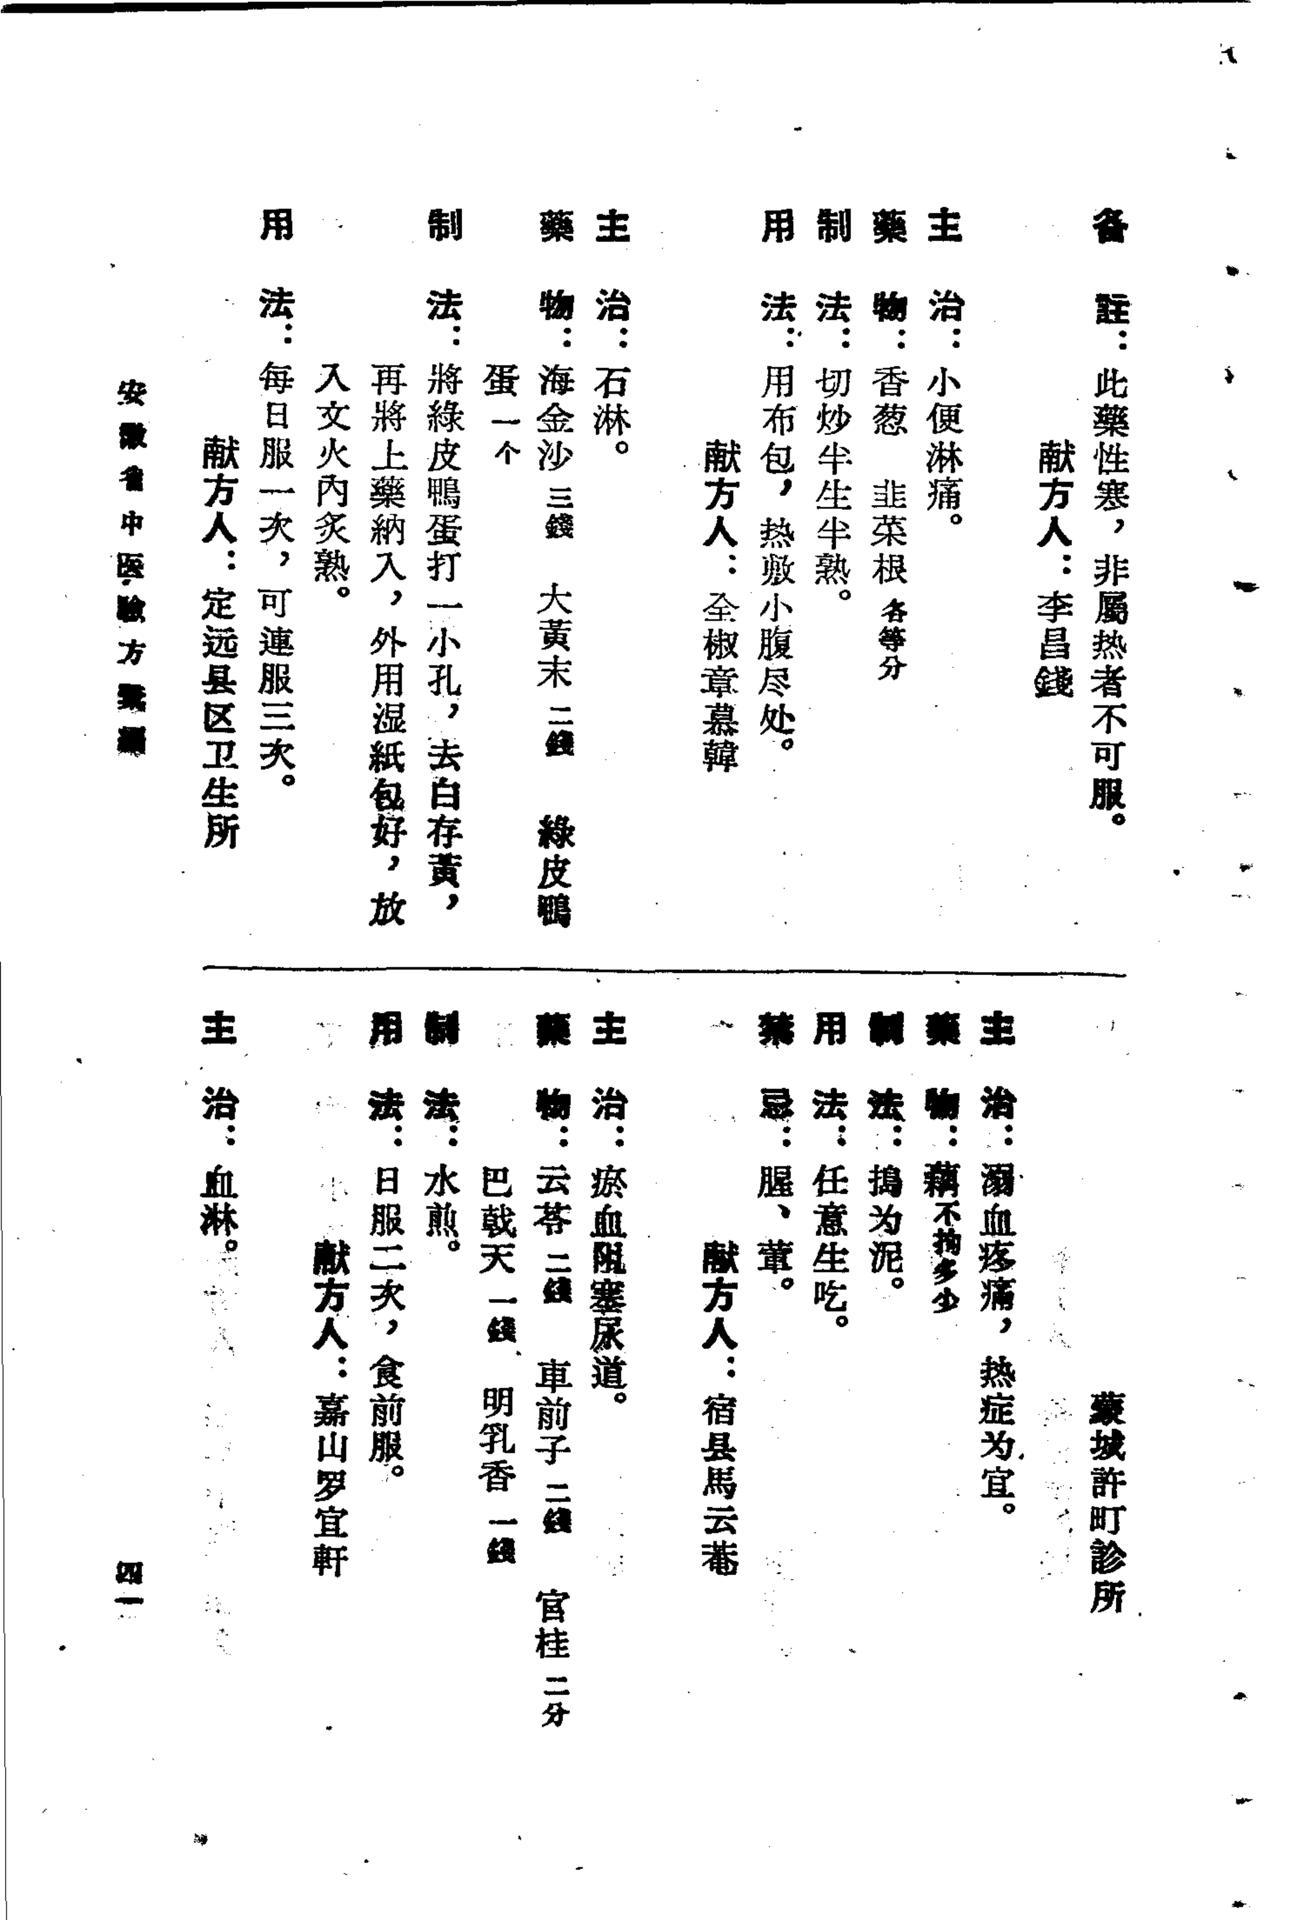 备　註：此藥性寒，非屬热者不可服。
献方人：李昌錢
主　治：小便淋痛。
藥　物：香葱　韭菜根各等分
制　法：切炒半生半熟。
用　法：用布包，热敷小腹尽处。
献方人：全椒章慕韓
主　治：石淋。
藥　物：海金沙三錢　大黃末二錢　綠皮鴨
蛋一个
制　法：將綠皮鴨蛋打一小孔，去白存黃，
再將上藥納入，外用湿紙包好，放
入文火內炙熟。
用　法：每日服一次，可連服三次。
献方人：定远县区卫生所
蒙城許町診所
主　治：溺血疼痛，热症为宜。
藥　物：藕不拘多少
制　法：搗为泥。
用　法：任意生吃。
禁　忌：腥、葷。
献方人：宿县馬云菴
主　治：瘀血阻塞尿道。
藥　物：云苓二錢　車前子二錢　官桂二分
巴戟天一錢　明乳香一錢
制　法：水煎。
用　法：日服二次，食前服。
献方人：嘉山罗宜軒
主　治：血淋。
安徽省中医驗方彙編
四一